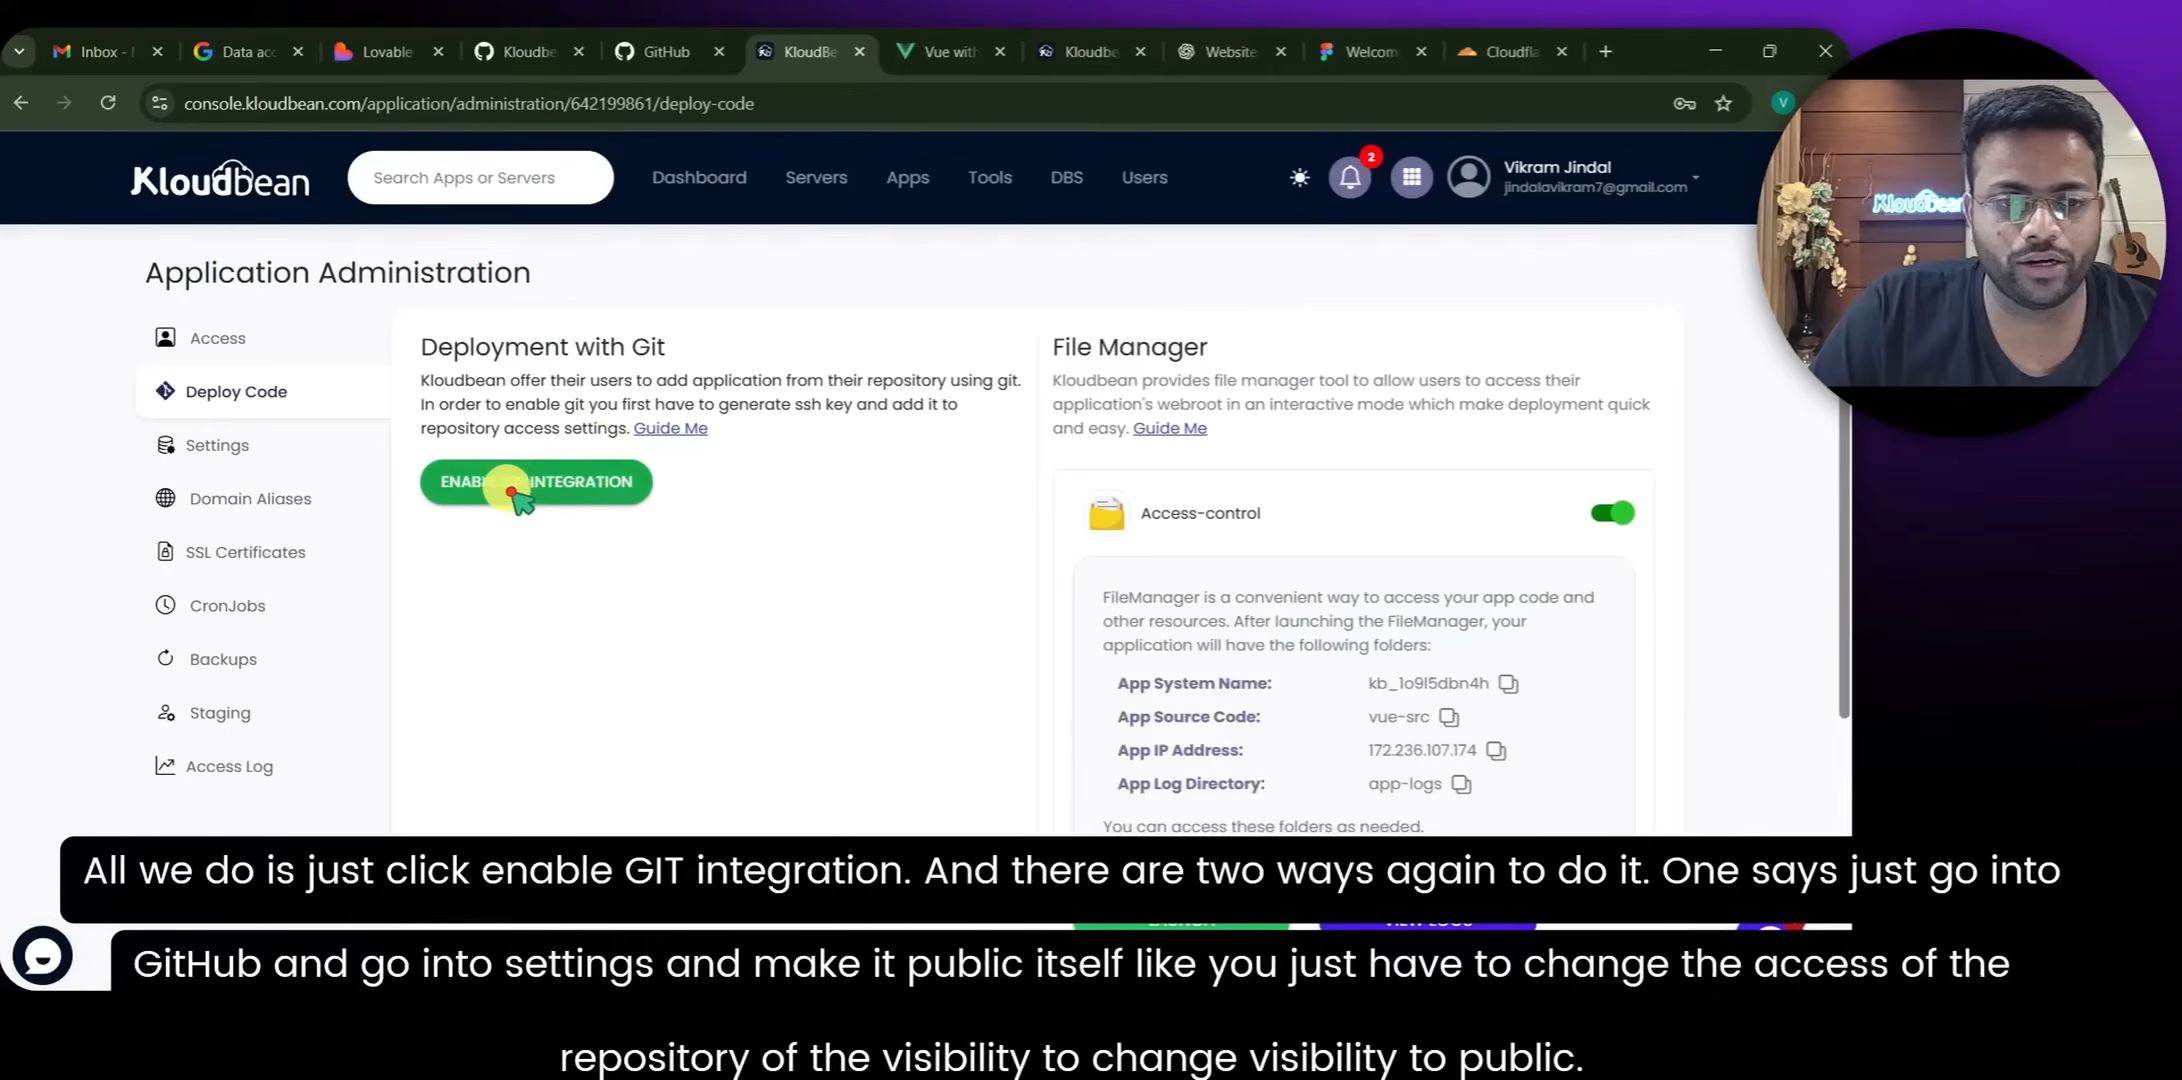 Inbox -
Data acc
Lovable
Kloudbe
GitHub
KloudBe
Vue with
Kloudbe
Website
Welcom
Cloudfla
console.kloudbean.com/application/administration/642199861/deploy-code
V
Kloudbean
Search Apps or Servers
Dashboard
Servers
Apps
Tools
DBS
Users
2
Vikram Jindal
jindalavikram7@gmail.com
Kloudbean
Application Administration
Access
Deploy Code
Settings
Domain Aliases
SSL Certificates
CronJobs
Backups
Staging
Access Log
Deployment with Git
Kloudbean offer their users to add application from their repository using git.
In order to enable git you first have to generate ssh key and add it to
repository access settings. Guide Me
INTEGRATION
File Manager
Kloudbean provides file manager tool to allow users to access their
application's webroot in an interactive mode which make deployment quick
and easy. Guide Me
Access-control
FileManager is a convenient way to access your app code and
other resources. After launching the FileManager, your
application will have the following folders:
App System Name: kb_1o9l5dbn4h
App Source Code: vue-src
App IP Address: 172.236.107.174
App Log Directory: app-logs
You can access these folders as needed.
All we do is just click enable GIT integration. And there are two ways again to do it. One says just go into
GitHub and go into settings and make it public itself like you just have to change the access of the
repository of the visibility to change visibility to public.